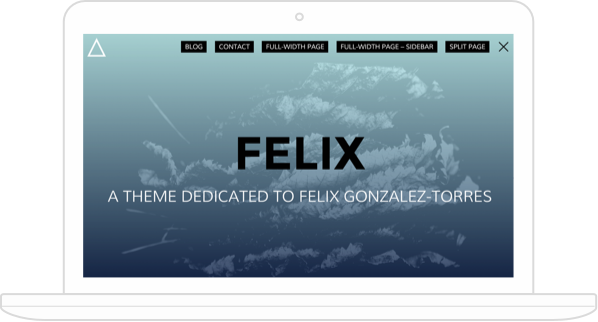 BLOG CONTACT FULL-WIDTH PAGE FULL-WIDTH PAGE – SIDEBAR SPLIT PAGE
FELIX
A THEME DEDICATED TO FELIX GONZALEZ-TORRES